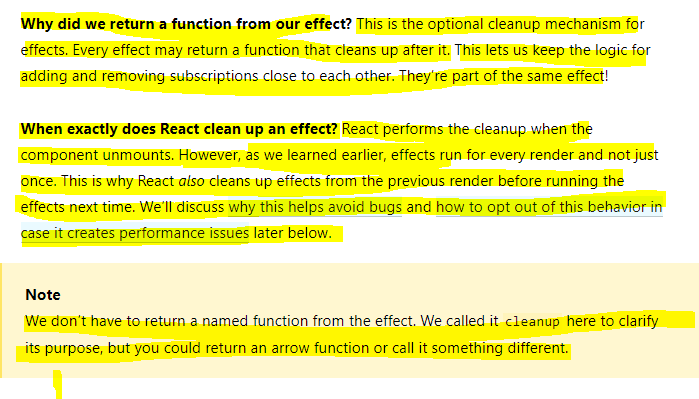 Why did we return a function from our effect? This is the optional cleanup mechanism for
effects. Every effect may return a function that cleans up after it. This lets us keep the logic for
adding and removing subscriptions close to each other. They’re part of the same effect!
When exactly does React clean up an effect? React performs the cleanup when the
component unmounts. However, as we learned earlier, effects run for every render and not just
once. This is why React also cleans up effects from the previous render before running the
effects next time. We’ll discuss why this helps avoid bugs and how to opt out of this behavior in
case it creates performance issues later below.
Note
We don’t have to return a named function from the effect. We called it cleanup here to clarify
its purpose, but you could return an arrow function or call it something different.